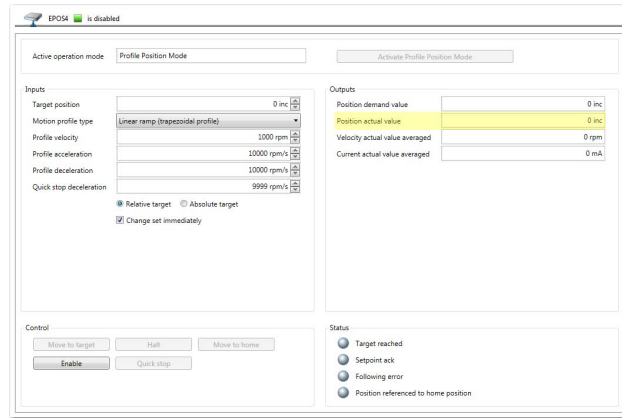 EPOS4 is disabled
Active operation mode Profile Position Mode Activate Profile Position Mode
Inputs
Target position 0 inc
Motion profile type Linear ramp (trapezoidal profile)
Profile velocity 1000 rpm
Profile acceleration 10000 rpm/s
Profile deceleration 10000 rpm/s
Quick stop deceleration 9999 rpm/s
Relative target Absolute target
Change set immediately
Outputs
Position demand value 0 inc
Position actual value 0 inc
Velocity actual value averaged 0 rpm
Current actual value averaged 0 mA
Control
Move to target Halt Move to home
Enable Quick stop
Status
Target reached
Setpoint ack
Following error
Position referenced to home position